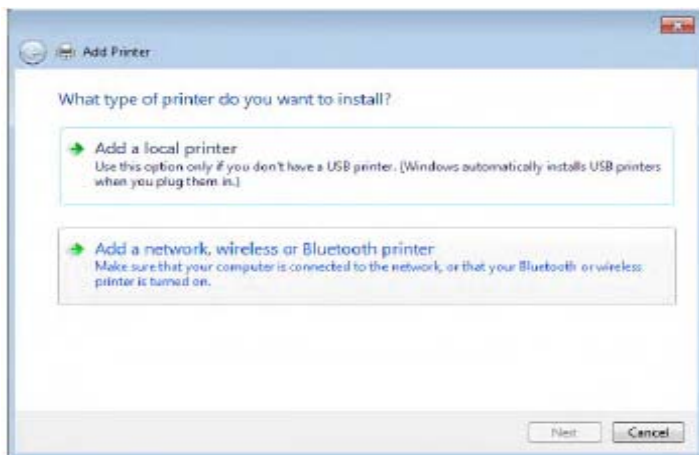 Add Printer
What type of printer do you want to install?
Add a local printer
Use this option only if you don't have a USB printer. (Windows automatically installs USB printers
when you plug them in.)
Add a network, wireless or Bluetooth printer
Make sure that your computer is connected to the network, or that your Bluetooth or wireless
printer is turned on.
Next Cancel